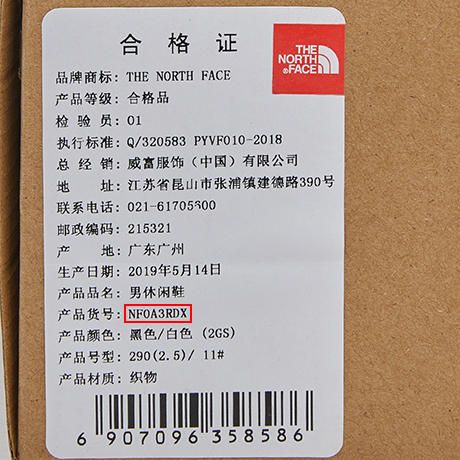 合格证
THE
NORTH
FACE
品牌商标: THE NORTH FACE
产品等级: 合格品
检 验 员: 01
执行标准: Q/320583 PYVF010-2018
总 经 销: 威富服饰（中国）有限公司
地 址: 江苏省昆山市张浦镇建德路390号
联系电话: 021-61705600
邮政编码: 215321
产 地: 广东广州
生产日期: 2019年5月14日
产品品名: 男休闲鞋
产品货号: NF0A3RDX
产品颜色: 黑色/白色 (2GS)
产品号型: 290(2.5)/ 11#
产品材质: 织物
6 907096 358586